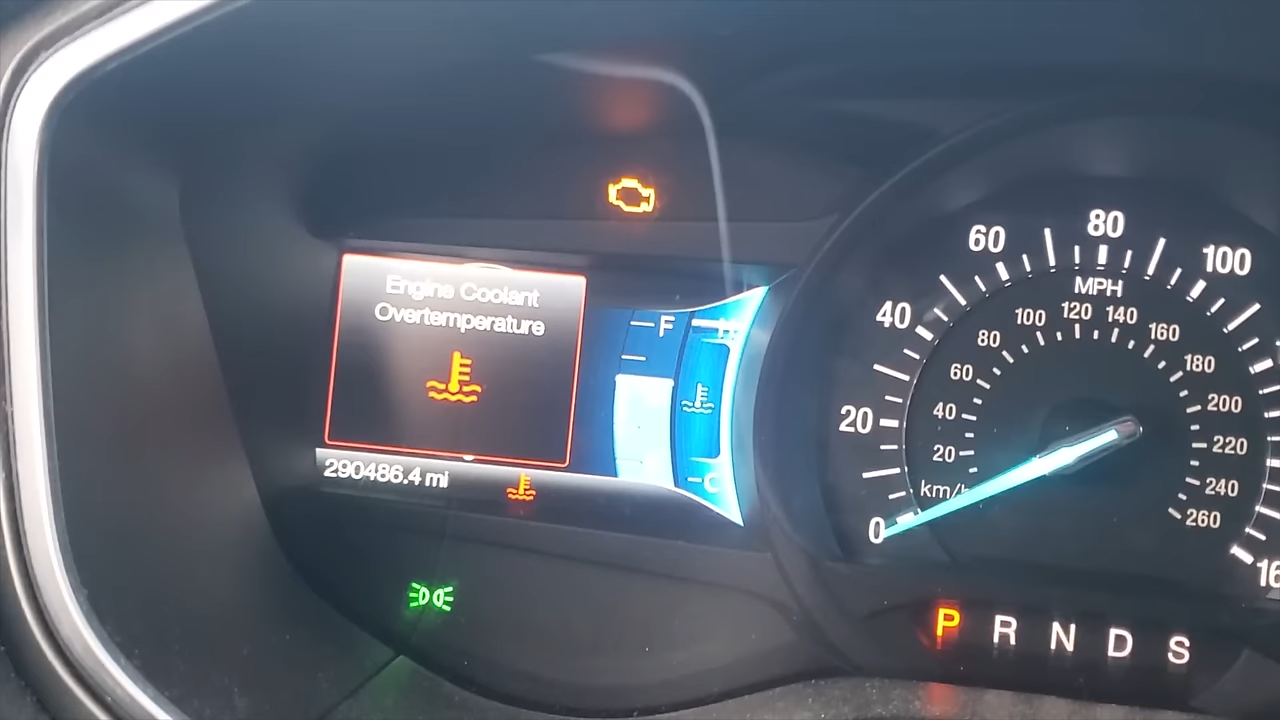 Engine Coolant
Overtemperature
290486.4 mi
F
H
C
0
20
40
60
80
100
MPH
20
40
60
80
100
120
140
160
180
200
220
240
260
km/h
P R N D S